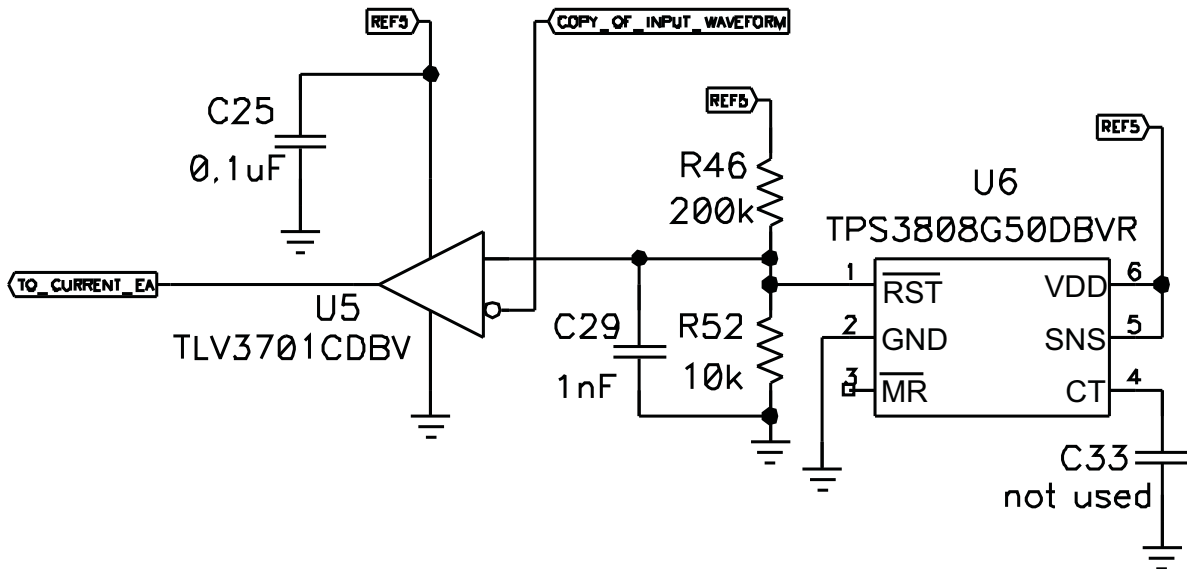 REF5
COPY_OF_INPUT_WAVEFORM
C25
0.1uF
REF5
REF5
R46
200k
U6
TPS3808G50DBVR
TO_CURRENT_EA
U5
TLV3701CDBV
C29
1nF
R52
10k
1
RST
VDD
6
2
GND
SNS
5
3
MR
CT
4
C33
not used